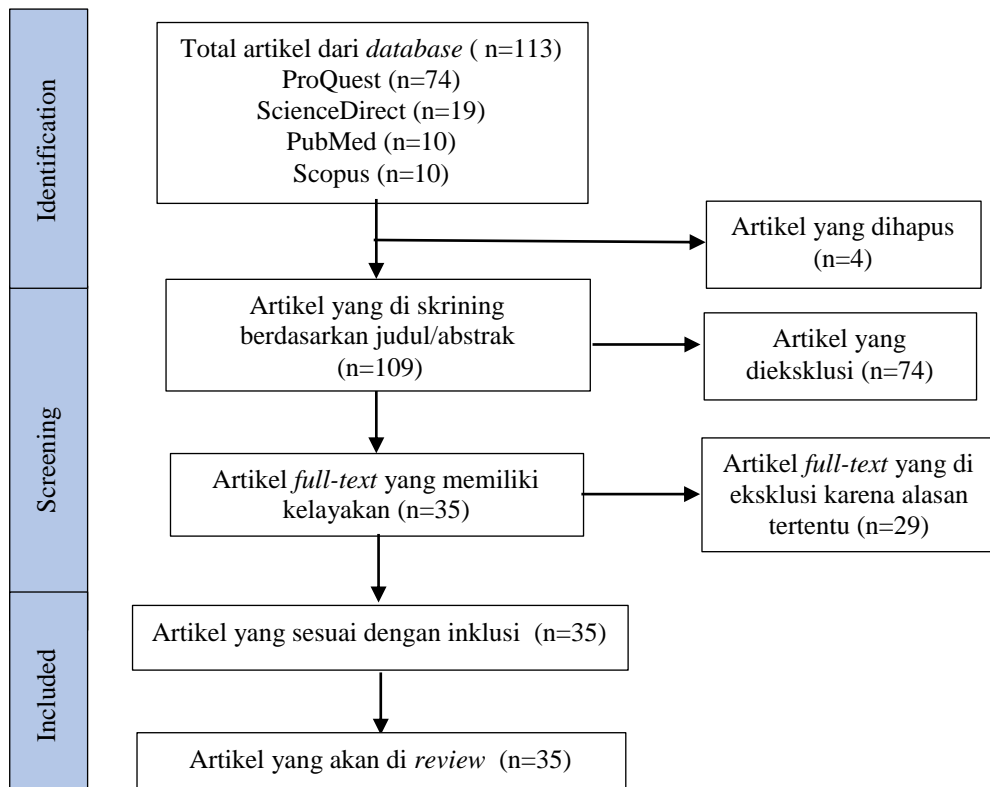 Identification
Total artikel dari database ( n=113)
ProQuest (n=74)
ScienceDirect (n=19)
PubMed (n=10)
Scopus (n=10)
Artikel yang dihapus
(n=4)
Screening
Artikel yang di skrining
berdasarkan judul/abstrak
(n=109)
Artikel yang
dieksklusi (n=74)
Artikel full-text yang memiliki
kelayakan (n=35)
Artikel full-text yang di
eksklusi karena alasan
tertentu (n=29)
Included
Artikel yang sesuai dengan inklusi (n=35)
Artikel yang akan di review (n=35)